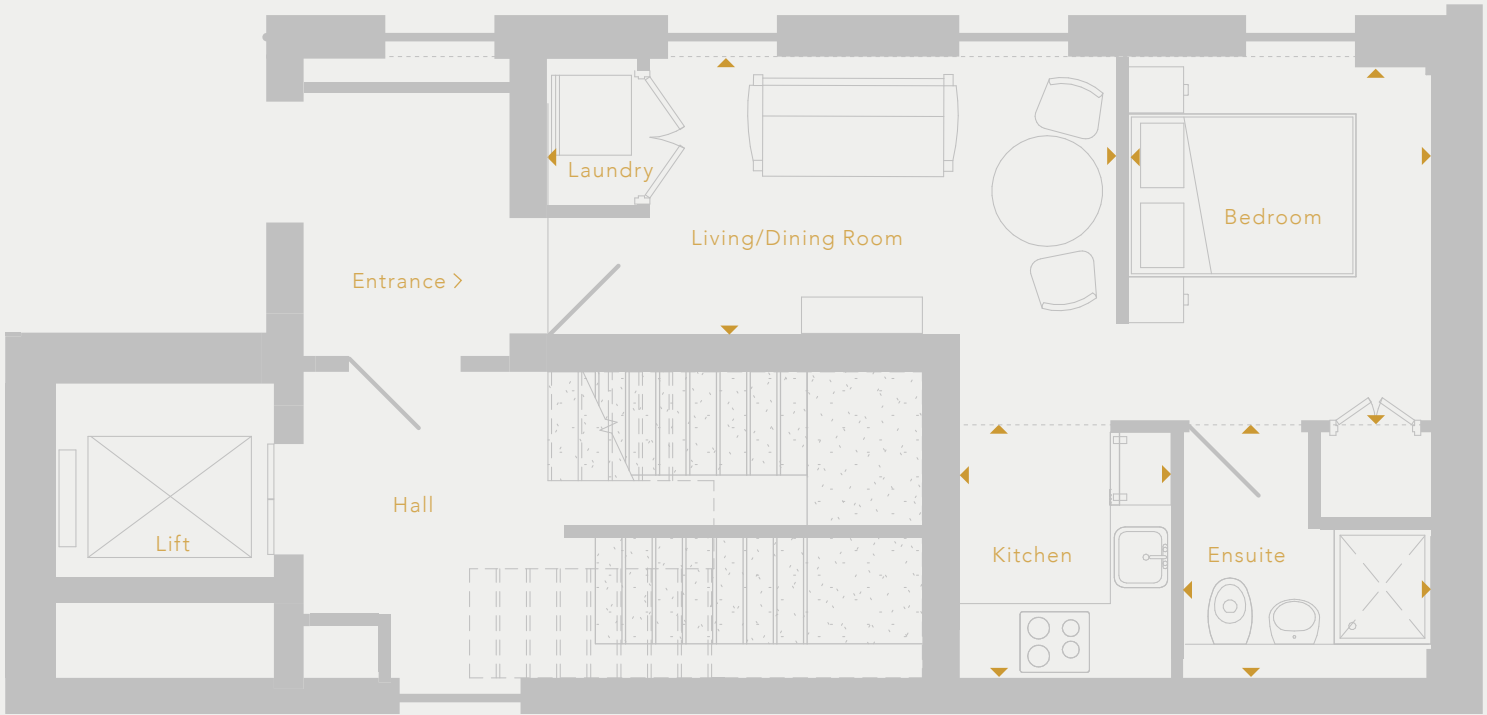 Laundry
Living/Dining Room
Bedroom
Entrance >
Hall
Lift
Kitchen
Ensuite